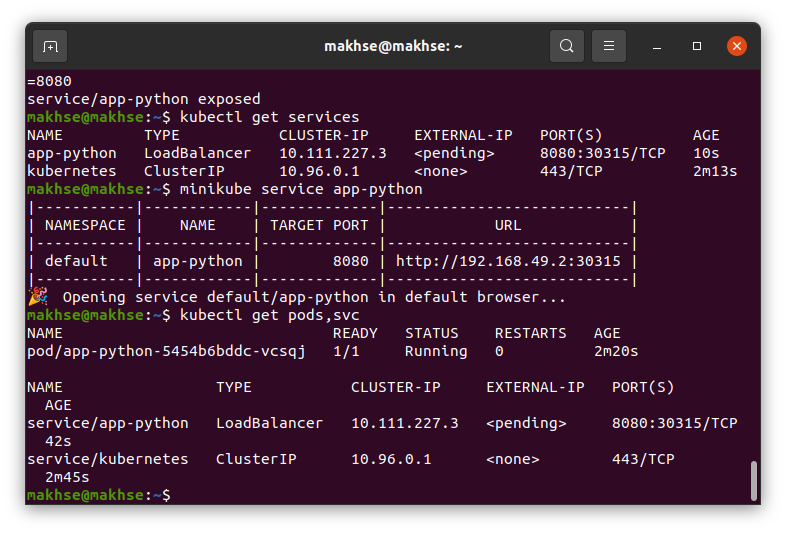 makhse@makhse: ~
=8080
service/app-python exposed
makhse@makhse:~$ kubectl get services
NAME         TYPE           CLUSTER-IP     EXTERNAL-IP   PORT(S)          AGE
app-python   LoadBalancer   10.111.227.3   <pending>     8080:30315/TCP   10s
kubernetes   ClusterIP      10.96.0.1      <none>        443/TCP          2m13s
makhse@makhse:~$ minikube service app-python
|-----------|------------|-------------|---------------------------|
| NAMESPACE |    NAME    | TARGET PORT |            URL            |
|-----------|------------|-------------|---------------------------|
| default   | app-python |        8080 | http://192.168.49.2:30315 |
|-----------|------------|-------------|---------------------------|
🎉  Opening service default/app-python in default browser...
makhse@makhse:~$ kubectl get pods,svc
NAME                              READY   STATUS    RESTARTS   AGE
pod/app-python-5454b6bddc-vcsqj   1/1     Running   0          2m20s

NAME                 TYPE           CLUSTER-IP     EXTERNAL-IP   PORT(S)
  AGE
service/app-python   LoadBalancer   10.111.227.3   <pending>     8080:30315/TCP
  42s
service/kubernetes   ClusterIP      10.96.0.1      <none>        443/TCP
  2m45s
makhse@makhse:~$